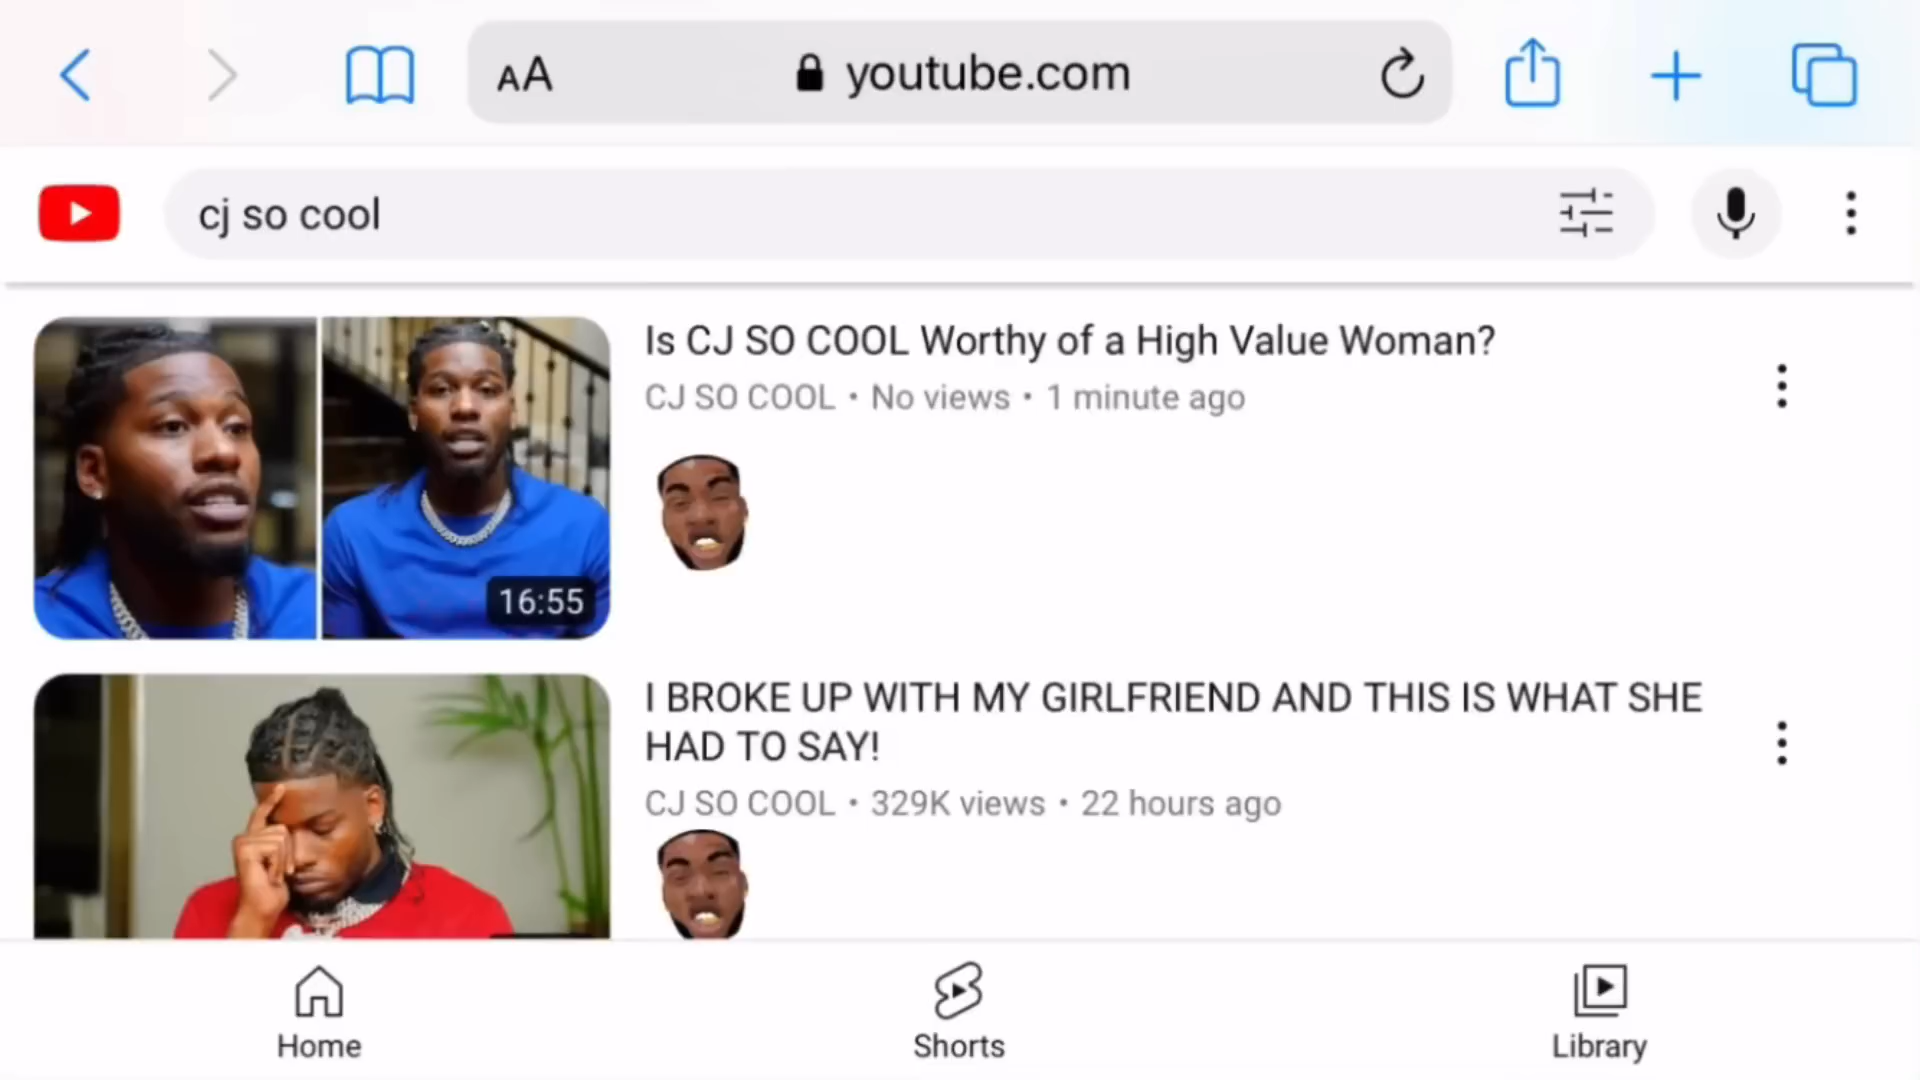 AA youtube.com
cj so cool
Is CJ SO COOL Worthy of a High Value Woman?
CJ SO COOL • No views • 1 minute ago
16:55
I BROKE UP WITH MY GIRLFRIEND AND THIS IS WHAT SHE
HAD TO SAY!
CJ SO COOL • 329K views • 22 hours ago
Home Shorts Library